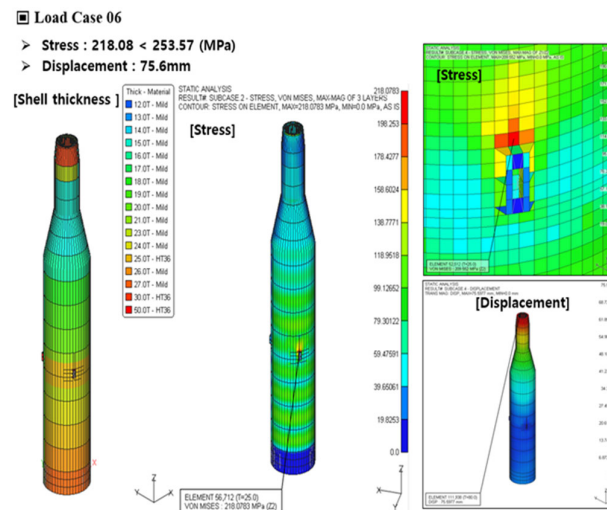 ▣ Load Case 06
➢ Stress : 218.08 < 253.57 (MPa)
➢ Displacement : 75.6mm
[Shell thickness ]
Thick - Material
12.0T - Mild
13.0T - Mild
14.0T - Mild
15.0T - Mild
16.0T - Mild
17.0T - Mild
18.0T - Mild
19.0T - Mild
20.0T - Mild
21.0T - Mild
23.0T - Mild
24.0T - Mild
25.0T - HT36
26.0T - Mild
27.0T - Mild
30.0T - HT36
50.0T - HT36
STATIC ANALYSIS
RESULT# SUBCASE 2 - STRESS, VON MISES, MAX-MAG OF 3 LAYERS
CONTOUR: STRESS ON ELEMENT, MAX=218.0783 MPa, MIN=0.0 MPa, AS IS
[Stress]
218.0783
198.253
178.4277
158.6024
138.7771
118.9518
99.12652
79.30122
59.47591
39.65061
19.8253
0.0
ELEMENT 56,712 (T=25.0)
VON MISES : 218.0783 MPa (Z2)
X
Z
Y
X
Z
X
Y
STATIC ANALYSIS
[Stress]
STATIC ANALYSIS
[Displacement]